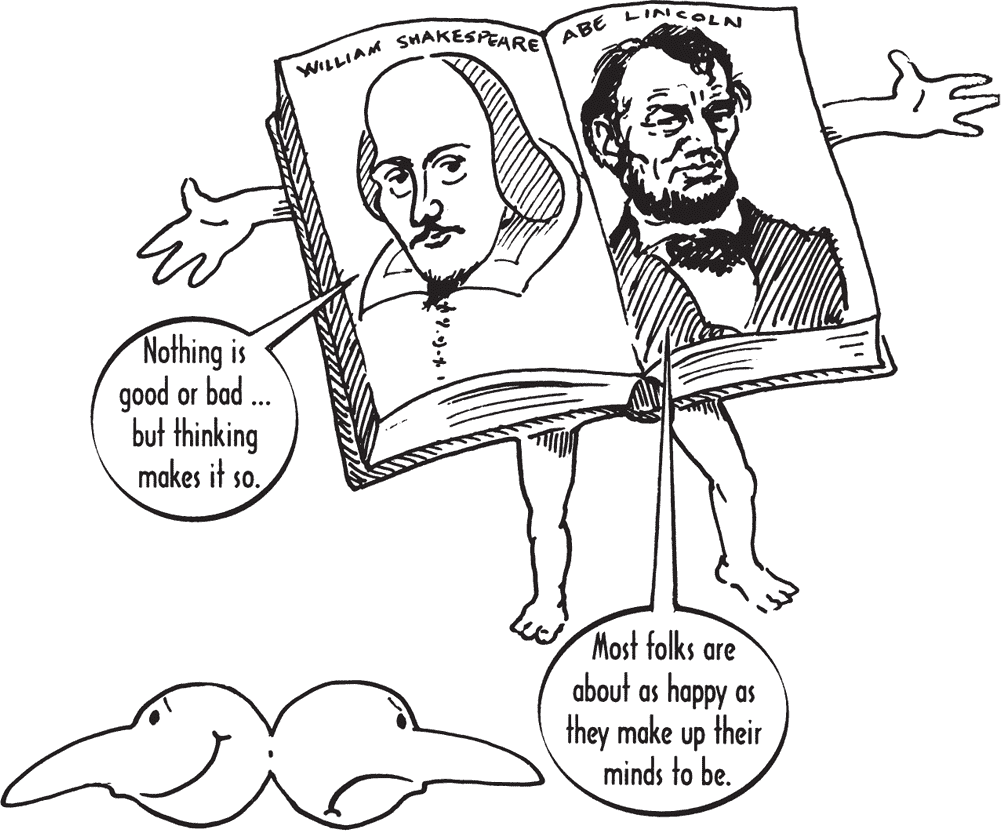 WILLIAM SHAKESPEARE
ABE LINCOLN
Nothing is
good or bad ...
but thinking
makes it so.
Most folks are
about as happy as
they make up their
minds to be.